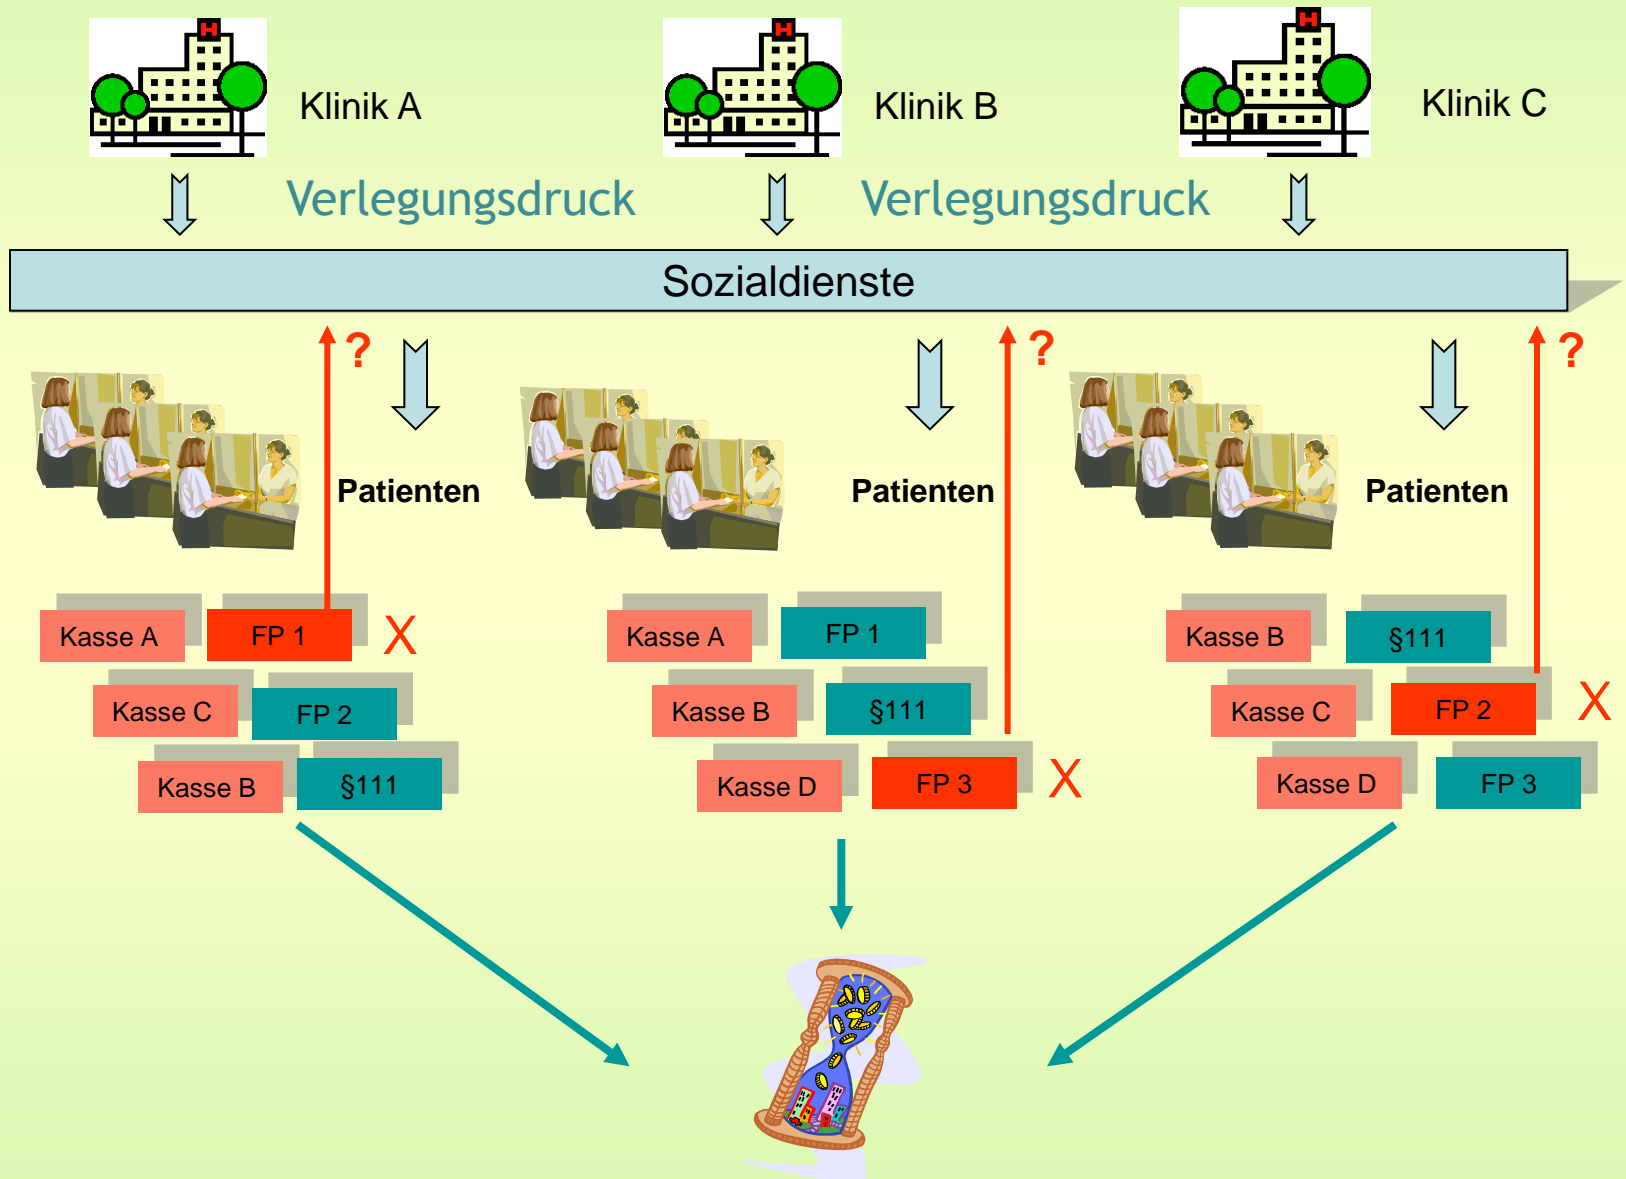 H
H
H
Klinik A
Klinik B
Klinik C
Verlegungsdruck
Verlegungsdruck
Sozialdienste
?
?
?
Patienten
Patienten
Patienten
Kasse A
FP 1
X
Kasse C
FP 2
Kasse B
§111
Kasse A
FP 1
Kasse B
§111
Kasse D
FP 3
X
Kasse B
§111
Kasse C
FP 2
X
Kasse D
FP 3